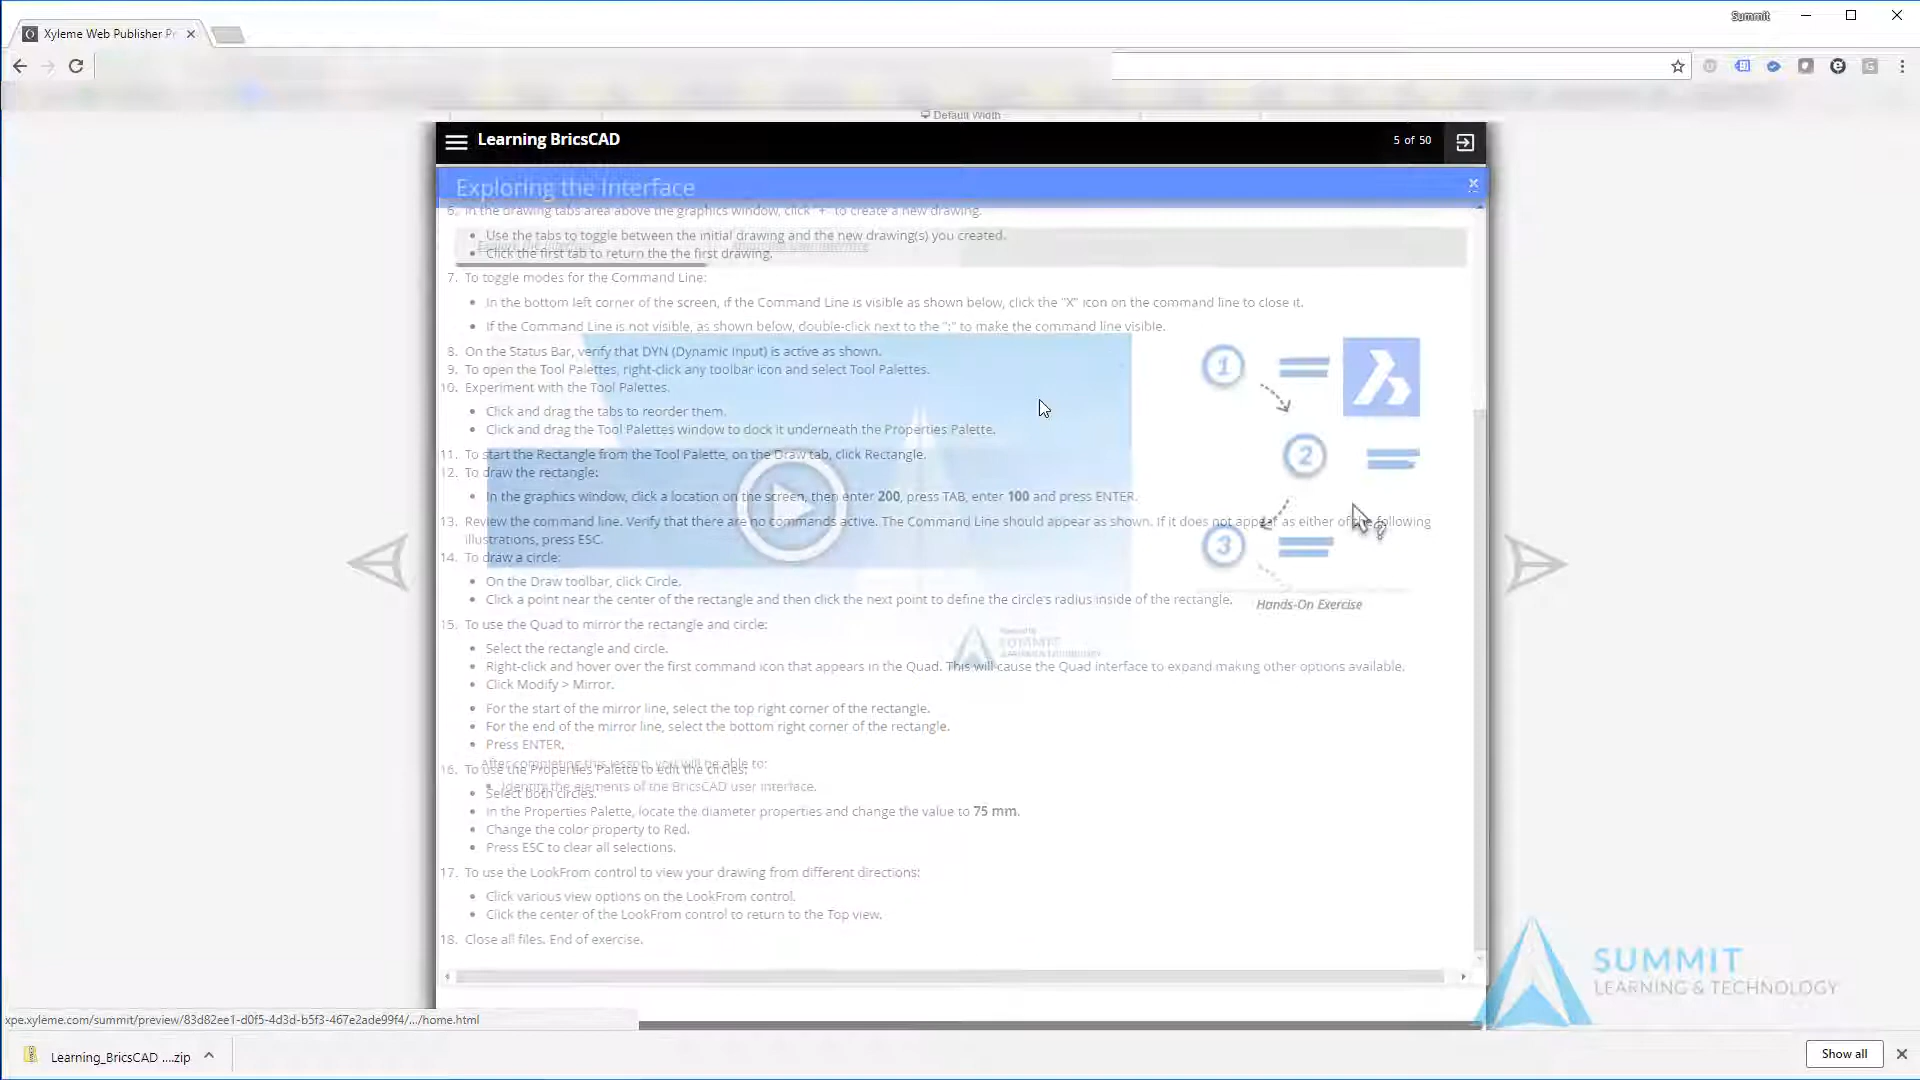 Summit
Xyleme Web Publisher Pr
Default Width
Learning BricsCAD
5 of 50
Exploring the Interface
6. In the drawing tabs area above the graphics window, click "+" to create a new drawing.
• Use the tabs to toggle between the initial drawing and the new drawing(s) you created.
• Click the first tab to return the the first drawing.
7. To toggle modes for the Command Line:
• In the bottom left corner of the screen, if the Command Line is visible as shown below, click the "X" icon on the command line to close it.
• If the Command Line is not visible, as shown below, double-click next to the ":" to make the command line visible.
8. On the Status Bar, verify that DYN (Dynamic Input) is active as shown.
9. To open the Tool Palettes, right-click any toolbar icon and select Tool Palettes.
10. Experiment with the Tool Palettes.
• Click and drag the tabs to reorder them.
• Click and drag the Tool Palettes window to dock it underneath the Properties Palette.
11. To start the Rectangle from the Tool Palette, on the Draw tab, click Rectangle.
12. To draw the rectangle:
• In the graphics window, click a location on the screen, then enter 200, press TAB, enter 100 and press ENTER.
13. Review the command line. Verify that there are no commands active. The Command Line should appear as shown. If it does not appear as either of the following
illustrations, press ESC.
14. To draw a circle:
• On the Draw toolbar, click Circle.
• Click a point near the center of the rectangle and then click the next point to define the circle's radius inside of the rectangle.
1
2
3
Hands-On Exercise
15. To use the Quad to mirror the rectangle and circle:
• Select the rectangle and circle.
• Right-click and hover over the first command icon that appears in the Quad. This will cause the Quad interface to expand making other options available.
• Click Modify > Mirror.
• For the start of the mirror line, select the top right corner of the rectangle.
• For the end of the mirror line, select the bottom right corner of the rectangle.
• Press ENTER.
After completing this lesson, you will be able to:
16. To use the Properties Palette to edit the circles:
• Identify the elements of the BricsCAD user interface.
• Select both circles.
• In the Properties Palette, locate the diameter properties and change the value to 75 mm.
• Change the color property to Red.
• Press ESC to clear all selections.
17. To use the LookFrom control to view your drawing from different directions:
• Click various view options on the LookFrom control.
• Click the center of the LookFrom control to return to the Top view.
18. Close all files. End of exercise.
SUMMIT
LEARNING & TECHNOLOGY
xpe.xyleme.com/summit/preview/83d82ee1-d0f5-4d3d-b5f3-467e2ade99f4/.../home.html
Learning_BricsCAD ....zip
Show all